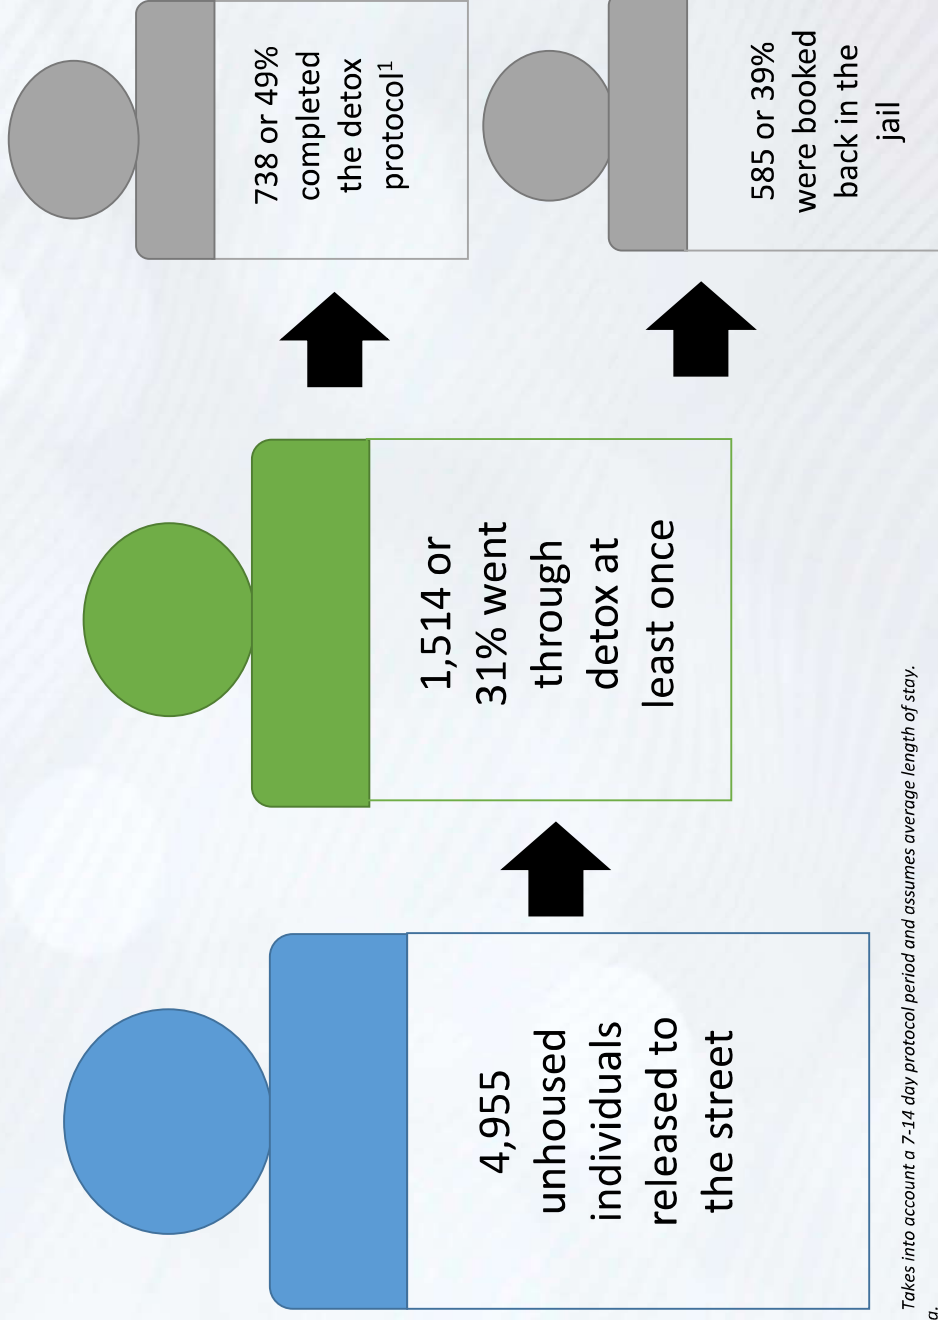 4,955
unhoused
individuals
released to
the street
1,514 or
31% went
through
detox at
least once
738 or 49%
completed
the detox
protocol¹
585 or 39%
were booked
back in the
jail
Takes into account a 7-14 day protocol period and assumes average length of stay.
a.